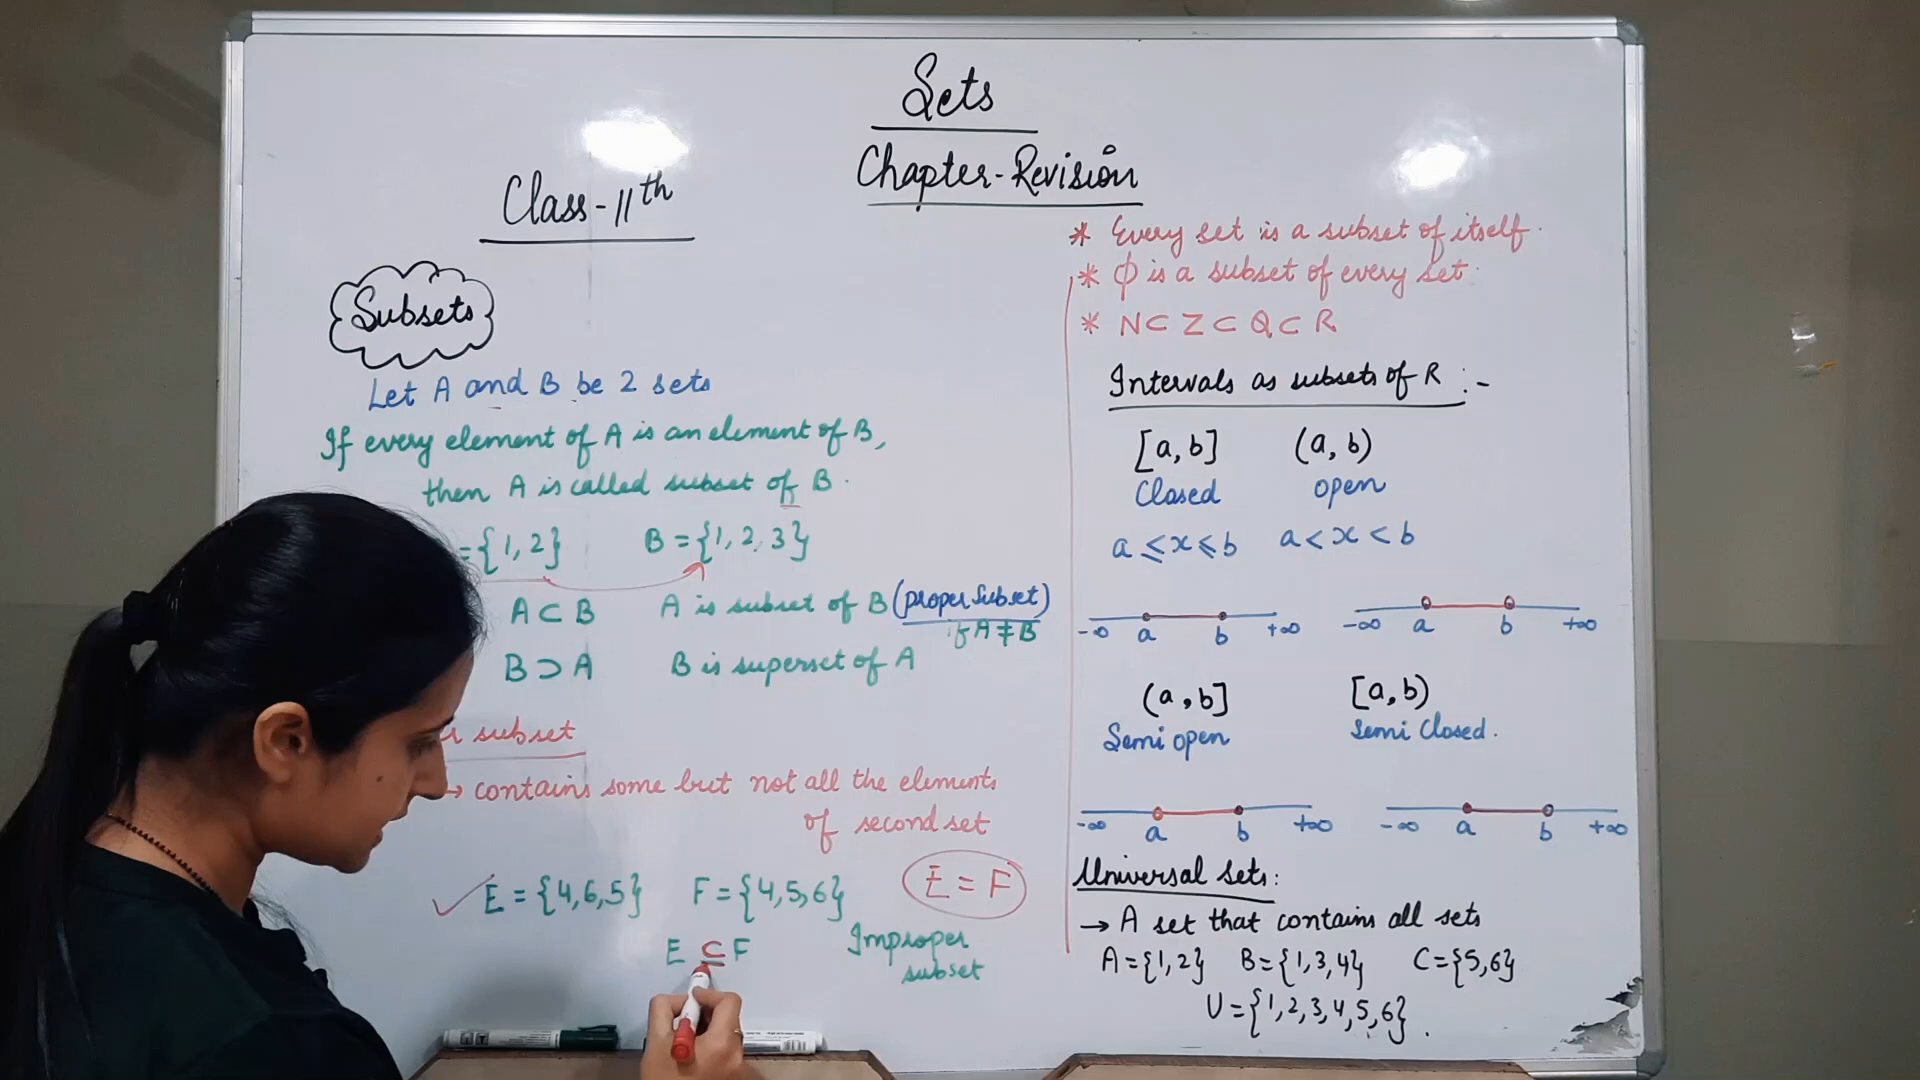 Sets
Chapter-Revision
Class-11th
Subsets
Let A and B be 2 sets
If every element of A is an element of B,
then A is called subset of B.
={1,2} B={1,2,3}
A⊂B A is subset of B (proper subset)
if A≠B
B⊃A B is superset of A
subset
→ contains some but not all the elements
of second set
✓ E={4,6,5} F={4,5,6} E=F
E ⊆ F Improper
subset
* Every set is a subset of itself.
* ϕ is a subset of every set.
* N⊂Z⊂Q⊂R
Intervals as subsets of R :-
[a,b] (a,b)
Closed open
a≤x≤b a<x<b
-∞ a b +∞ -∞ a b +∞
(a,b] [a,b)
Semi open Semi Closed.
-∞ a b +∞ -∞ a b +∞
Universal sets:
→ A set that contains all sets
A={1,2} B={1,3,4} C={5,6}
U={1,2,3,4,5,6}.